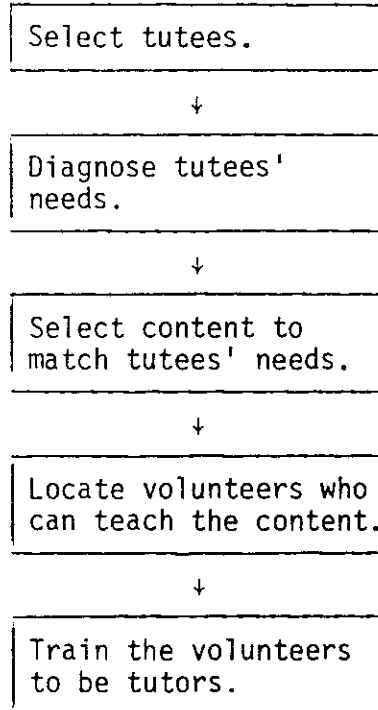 Select tutees.
↓
Diagnose tutees'
needs.
↓
Select content to
match tutees' needs.
↓
Locate volunteers who
can teach the content.
↓
Train the volunteers
to be tutors.